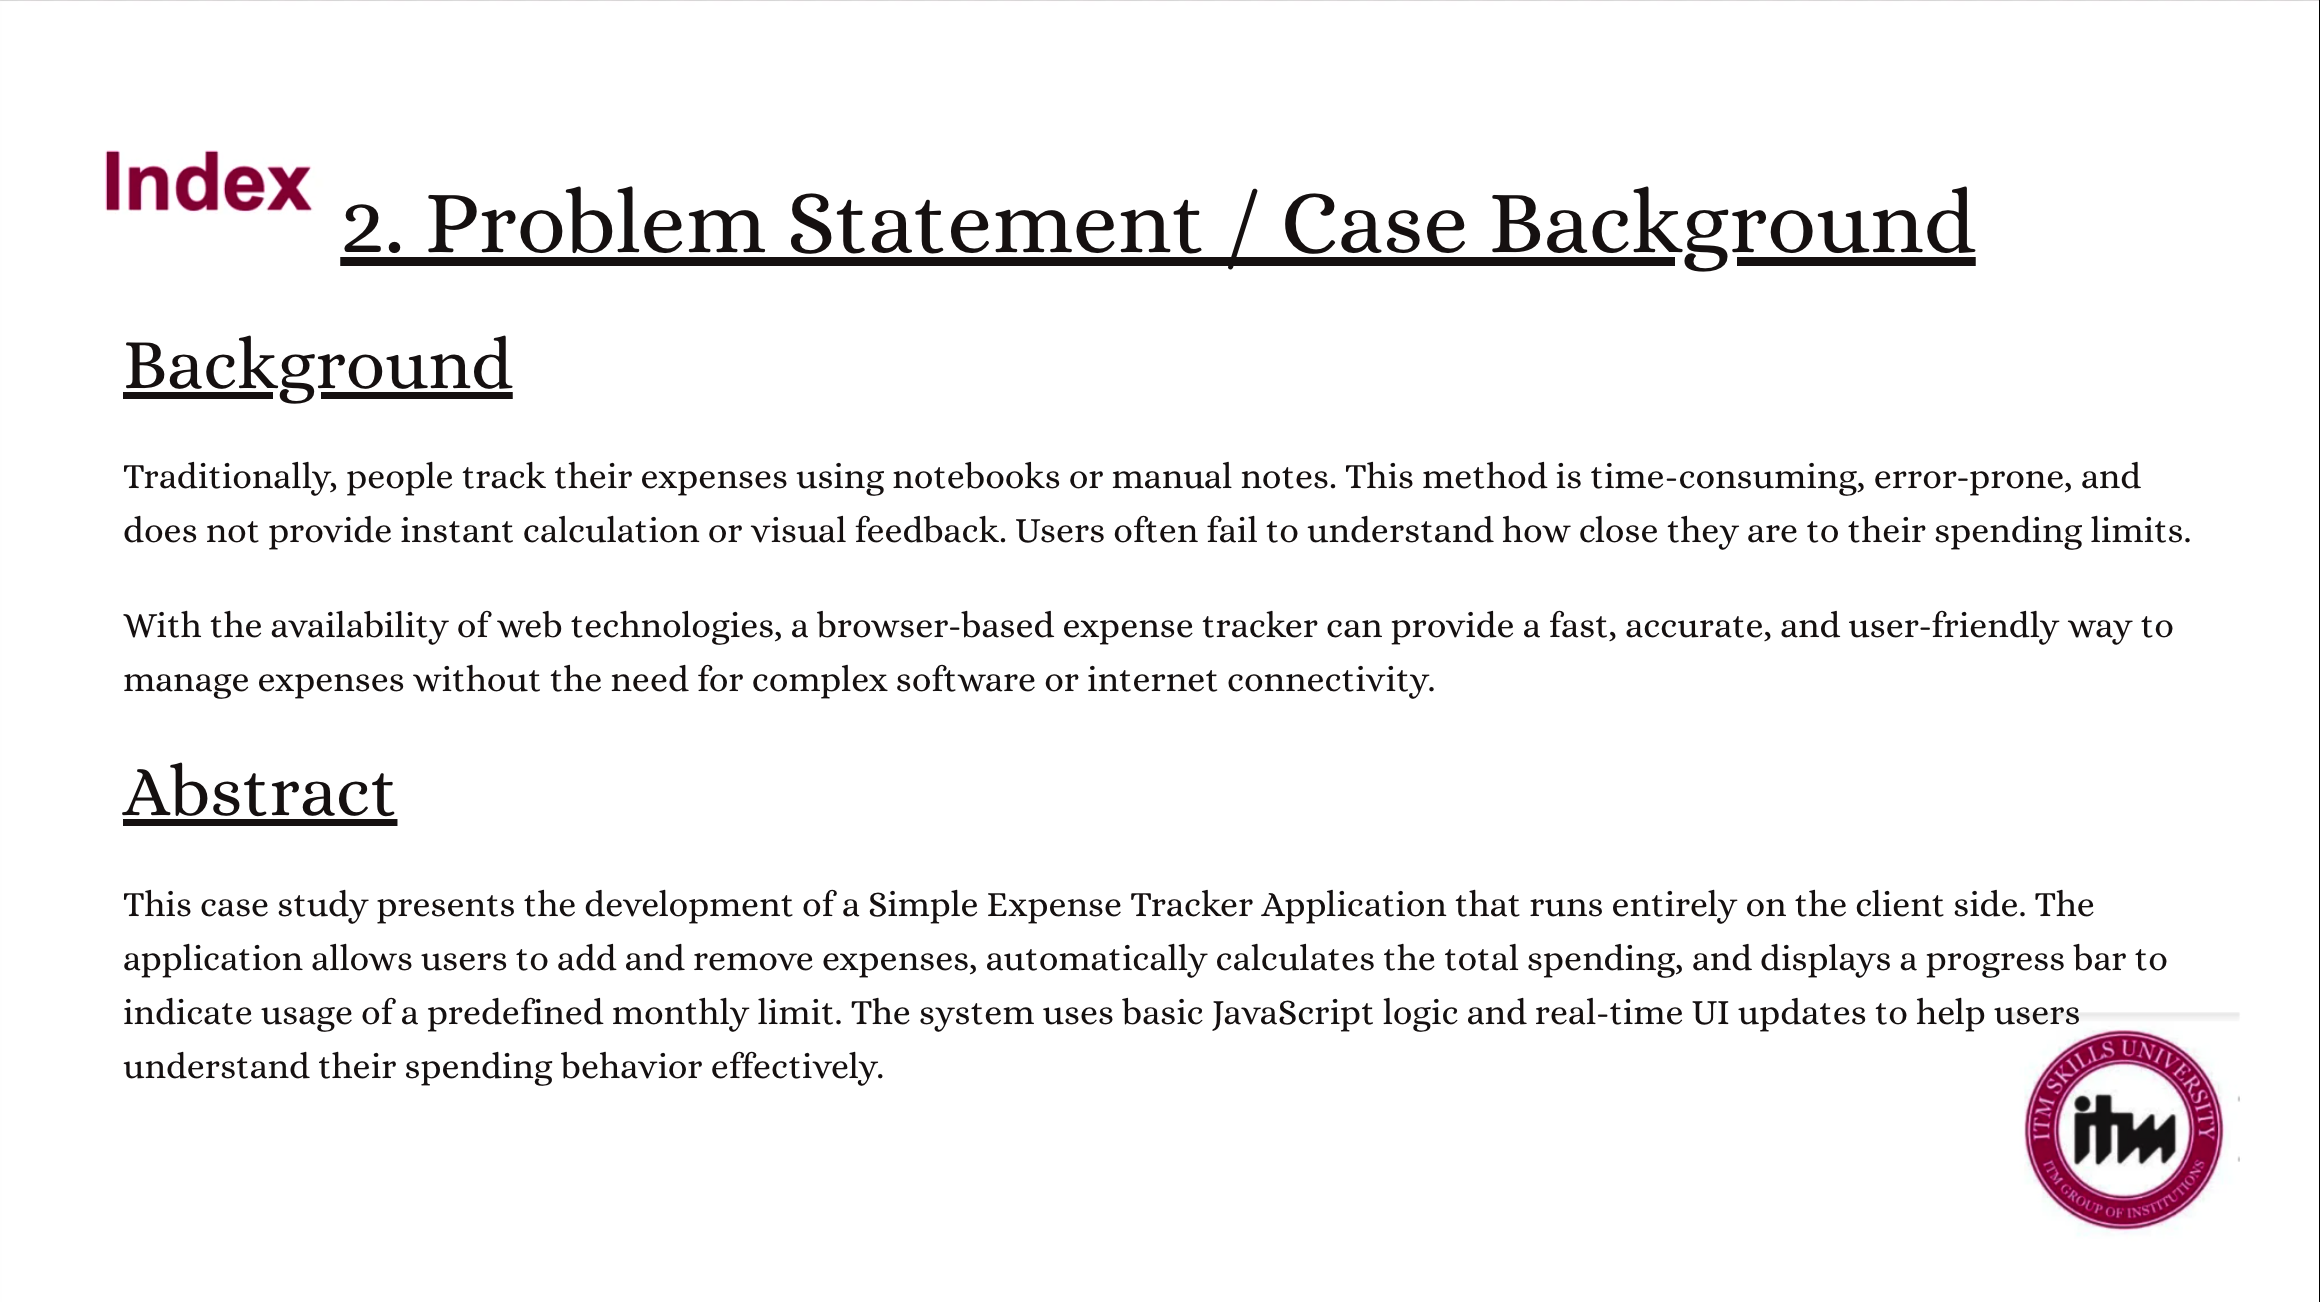 Index
2. Problem Statement / Case Background
Background
Traditionally, people track their expenses using notebooks or manual notes. This method is time-consuming, error-prone, and
does not provide instant calculation or visual feedback. Users often fail to understand how close they are to their spending limits.
With the availability of web technologies, a browser-based expense tracker can provide a fast, accurate, and user-friendly way to
manage expenses without the need for complex software or internet connectivity.
Abstract
This case study presents the development of a Simple Expense Tracker Application that runs entirely on the client side. The
application allows users to add and remove expenses, automatically calculates the total spending, and displays a progress bar to
indicate usage of a predefined monthly limit. The system uses basic JavaScript logic and real-time UI updates to help users
understand their spending behavior effectively.
ITM SKILLS UNIVERSITY
itm
ITM GROUP OF INSTITUTIONS